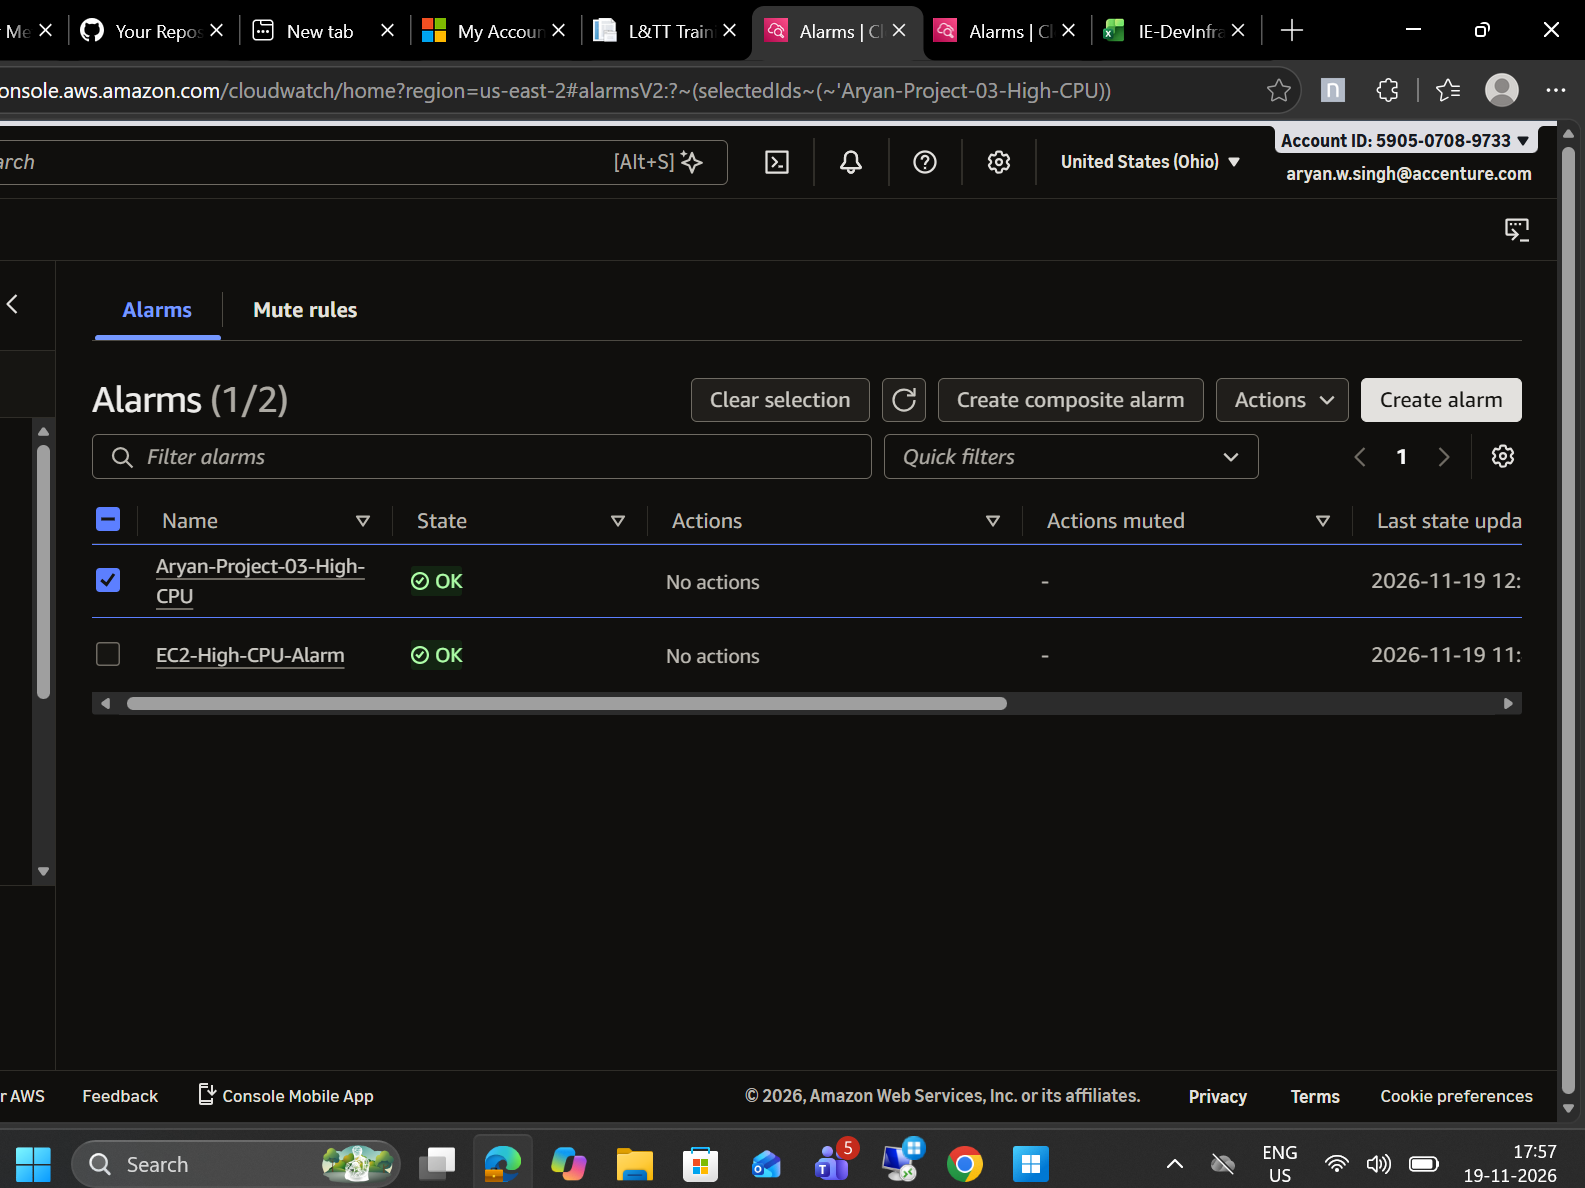 r Me
Your Repos
New tab
My Accoun
L&TT Traini
Alarms | Cl
Alarms | Cl
IE-DevInfra
onsole.aws.amazon.com/cloudwatch/home?region=us-east-2#alarmsV2:?~(selectedIds~(~'Aryan-Project-03-High-CPU))
n
arch
[Alt+S]
United States (Ohio)
Account ID: 5905-0708-9733
aryan.w.singh@accenture.com
Alarms
Mute rules
Alarms (1/2)
Clear selection
Create composite alarm
Actions
Create alarm
Filter alarms
Quick filters
1
Name
State
Actions
Actions muted
Last state upda
Aryan-Project-03-High-
CPU
OK
No actions
-
2026-11-19 12:
EC2-High-CPU-Alarm
OK
No actions
-
2026-11-19 11:
r AWS
Feedback
Console Mobile App
© 2026, Amazon Web Services, Inc. or its affiliates.
Privacy
Terms
Cookie preferences
Search
5
ENG
US
17:57
19-11-2026